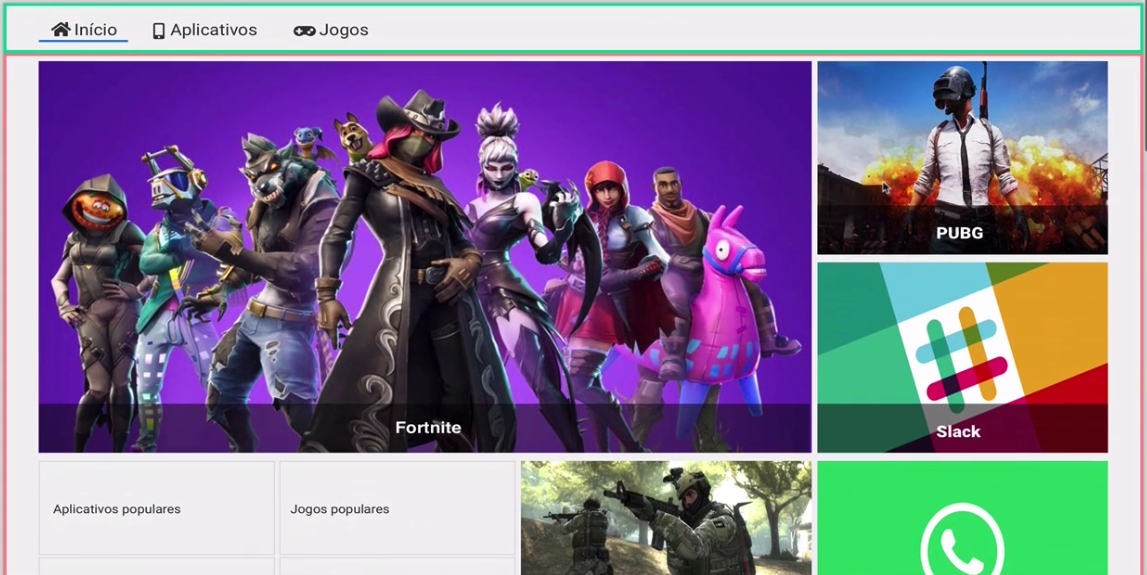 Início
Aplicativos
Jogos
PUBG
Fortnite
Slack
Aplicativos populares
Jogos populares